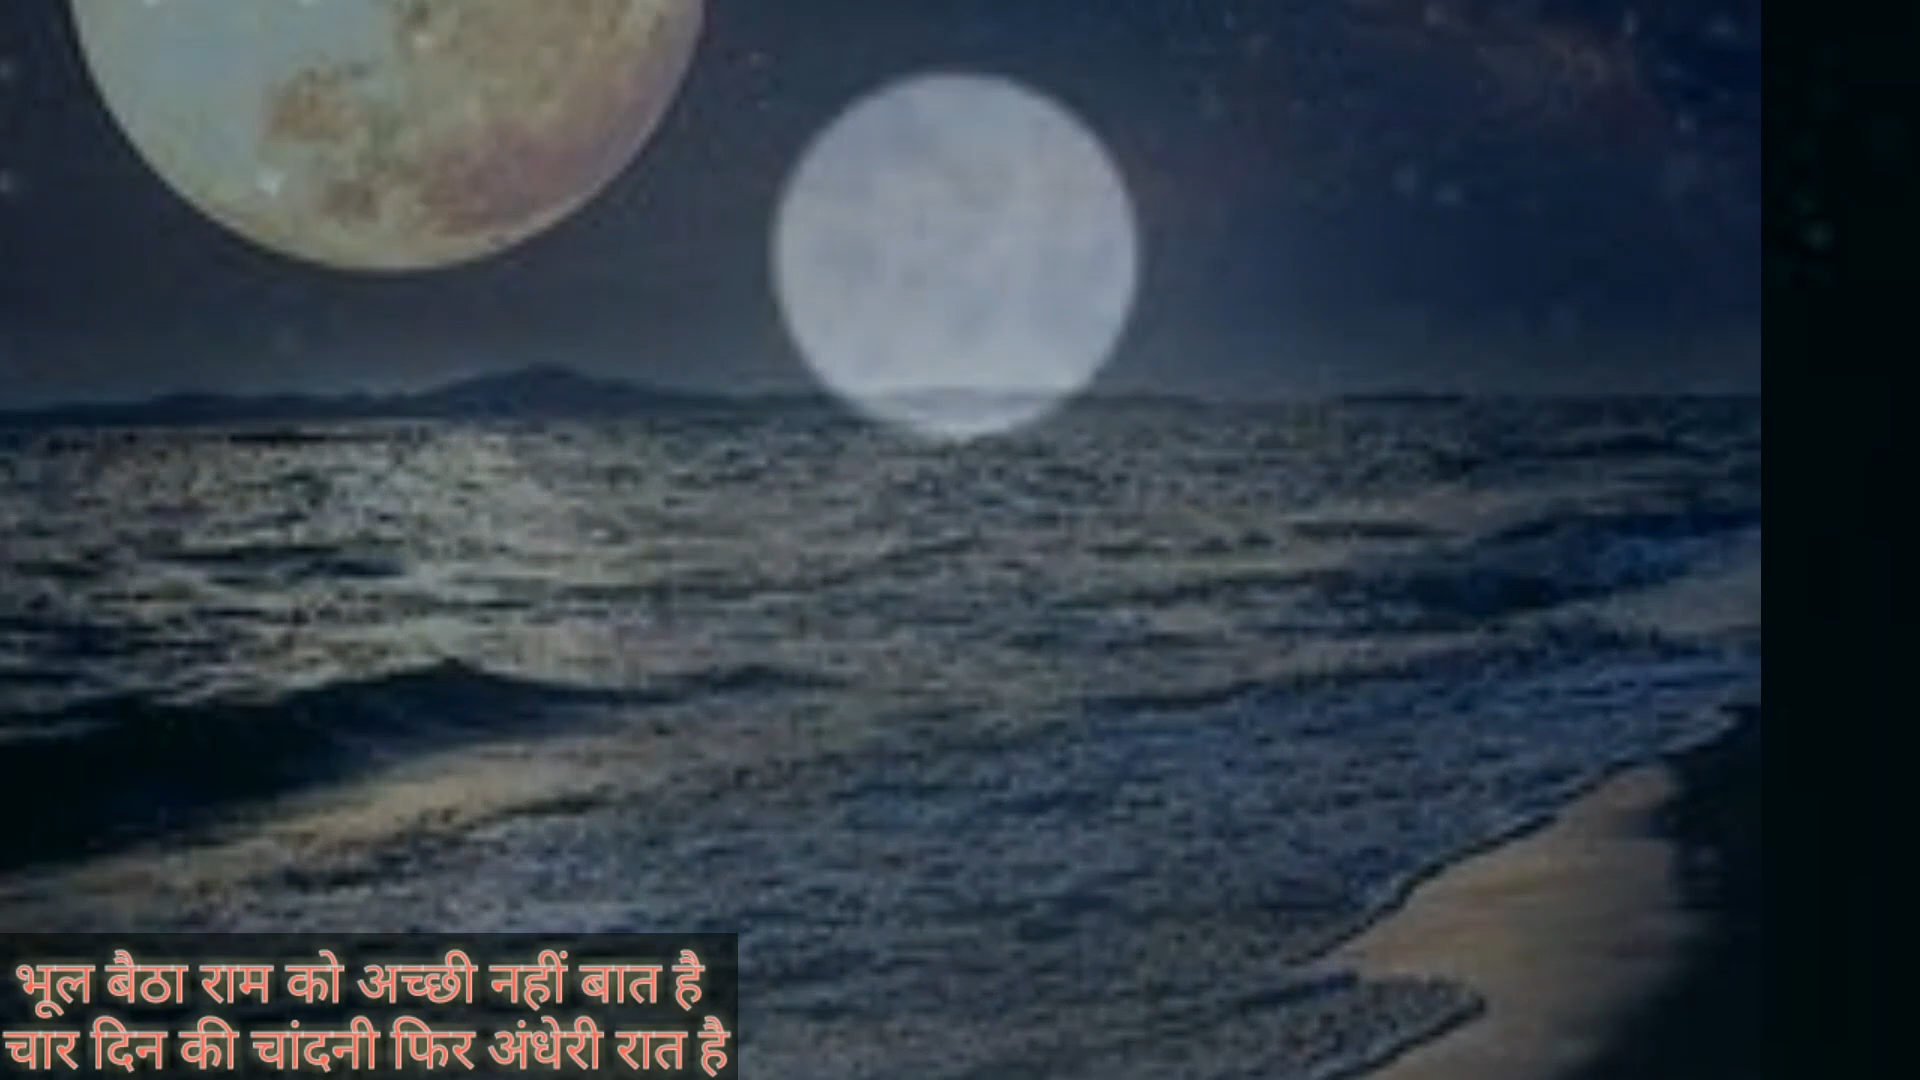 भूल बैठा राम को अच्छी नहीं बात है
चार दिन की चांदनी फिर अंधेरी रात है